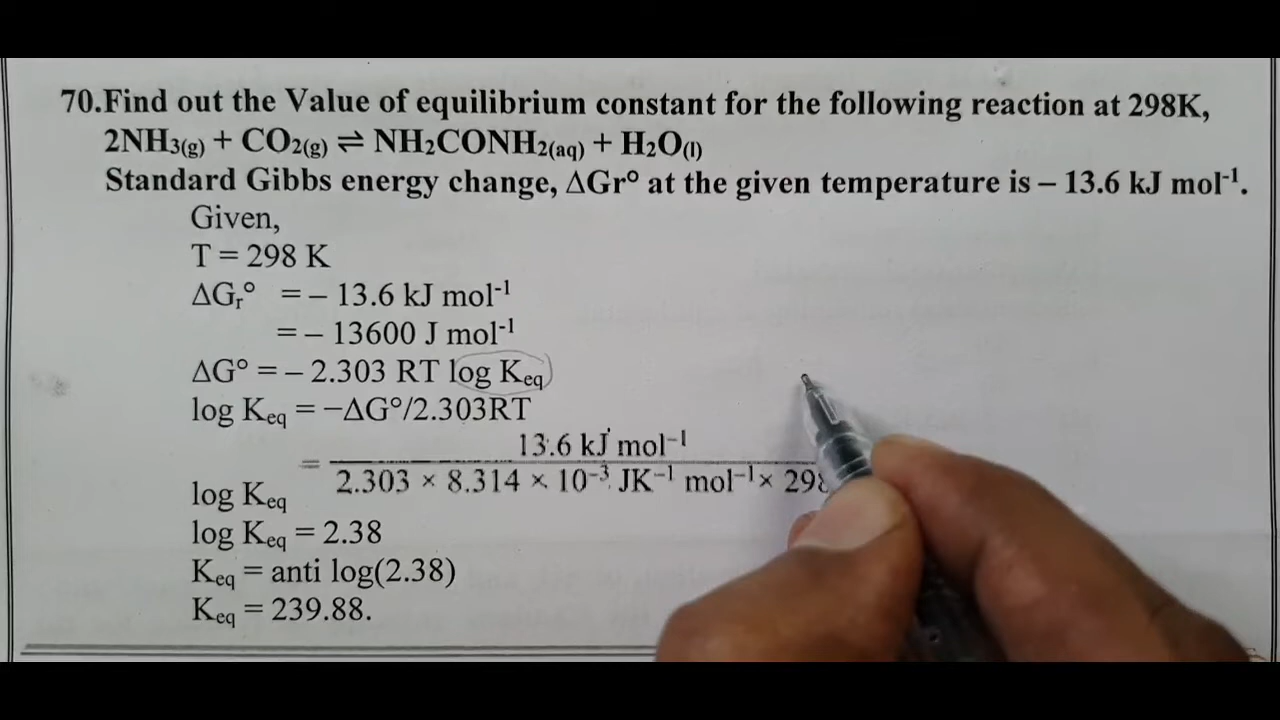 70.Find out the Value of equilibrium constant for the following reaction at 298K,
2NH3(g) + CO2(g) ⇌ NH2CONH2(aq) + H2O(l)
Standard Gibbs energy change, ΔGr° at the given temperature is – 13.6 kJ mol-1.
Given,
T = 298 K
ΔGr° = – 13.6 kJ mol-1
= – 13600 J mol-1
ΔG° = – 2.303 RT log Keq
log Keq = −ΔG°/2.303RT
13.6 kJ mol−1
= 2.303 × 8.314 × 10−3 JK−1 mol−1×
log Keq
log Keq = 2.38
Keq = anti log(2.38)
Keq = 239.88.